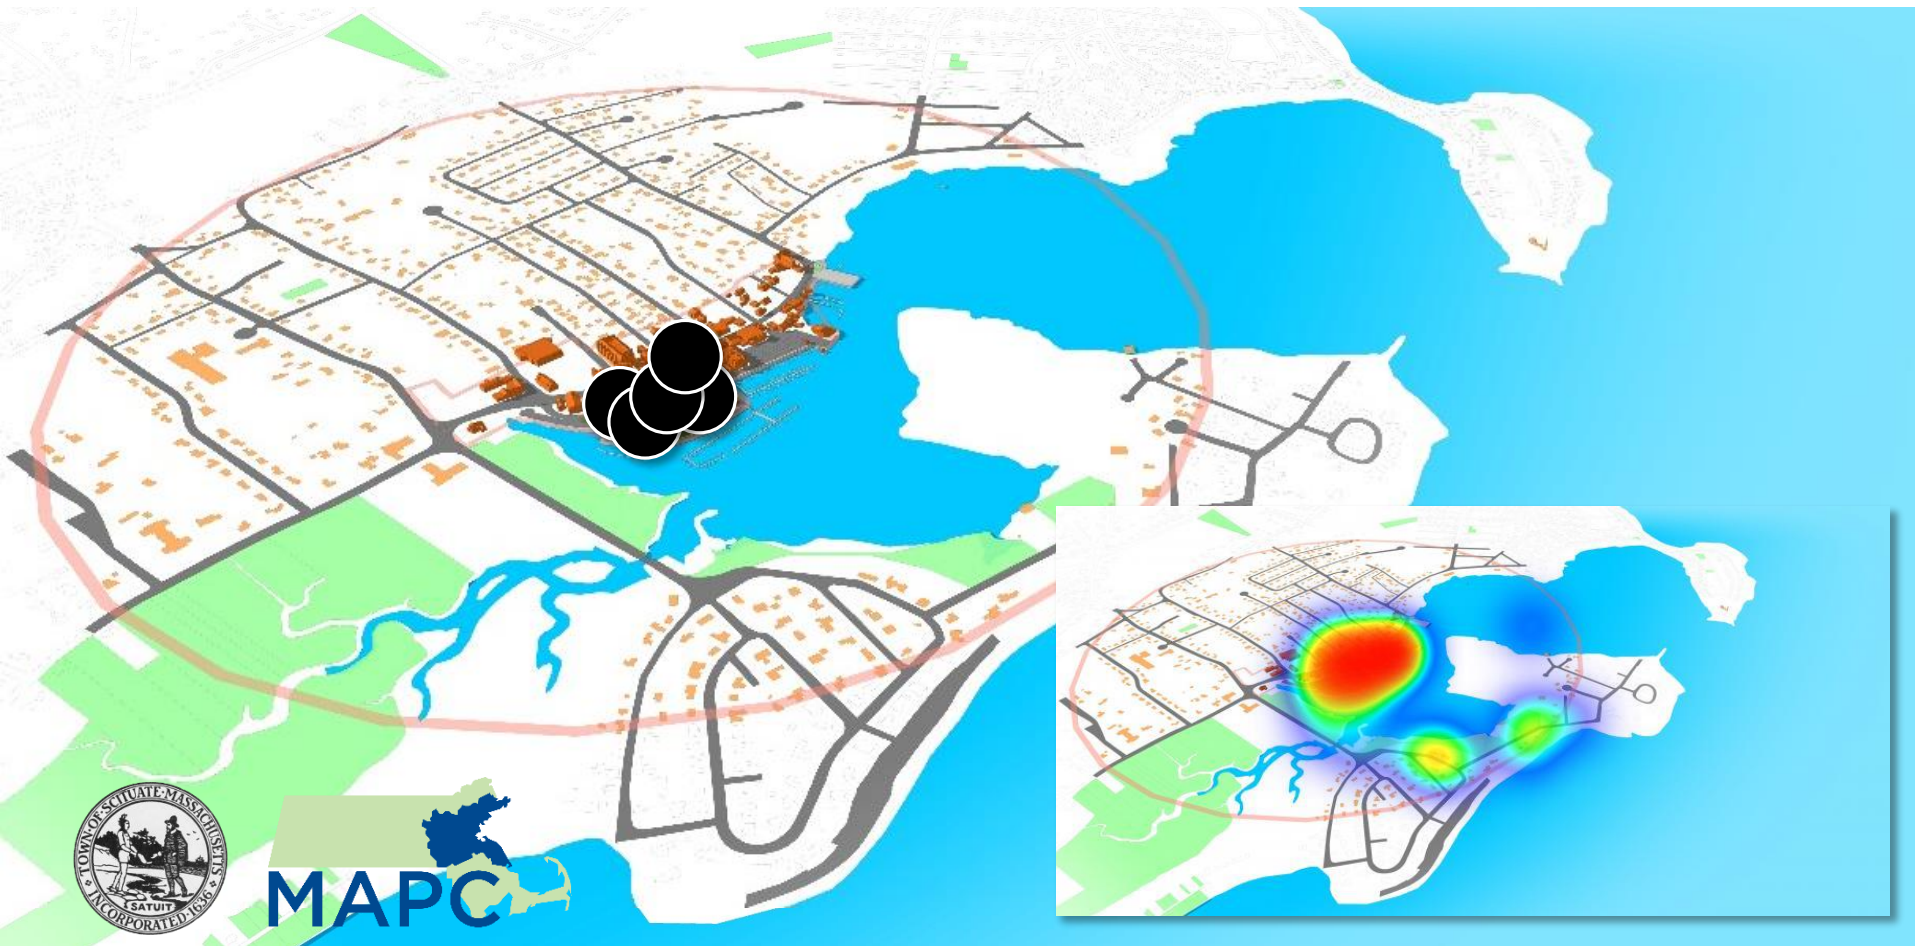 TOWN·OF·SCITUATE·MASSACHUSETTS
SATUIT
INCORPORATED·1636
MAPC